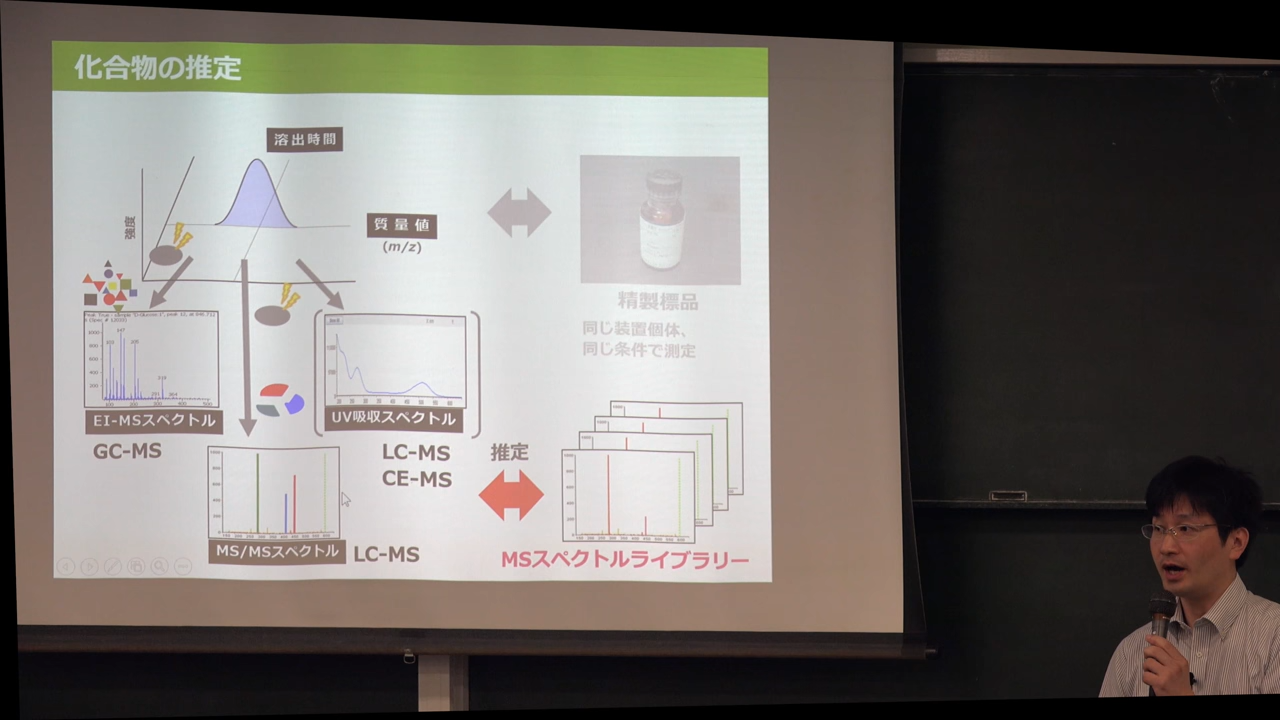 化合物の推定
溶出時間
強度
質量値
(m/z)
精製標品
同じ装置個体、
同じ条件で測定
EI-MSスペクトル
GC-MS
UV吸収スペクトル
LC-MS
CE-MS
推定
MS/MSスペクトル
LC-MS
MSスペクトルライブラリー